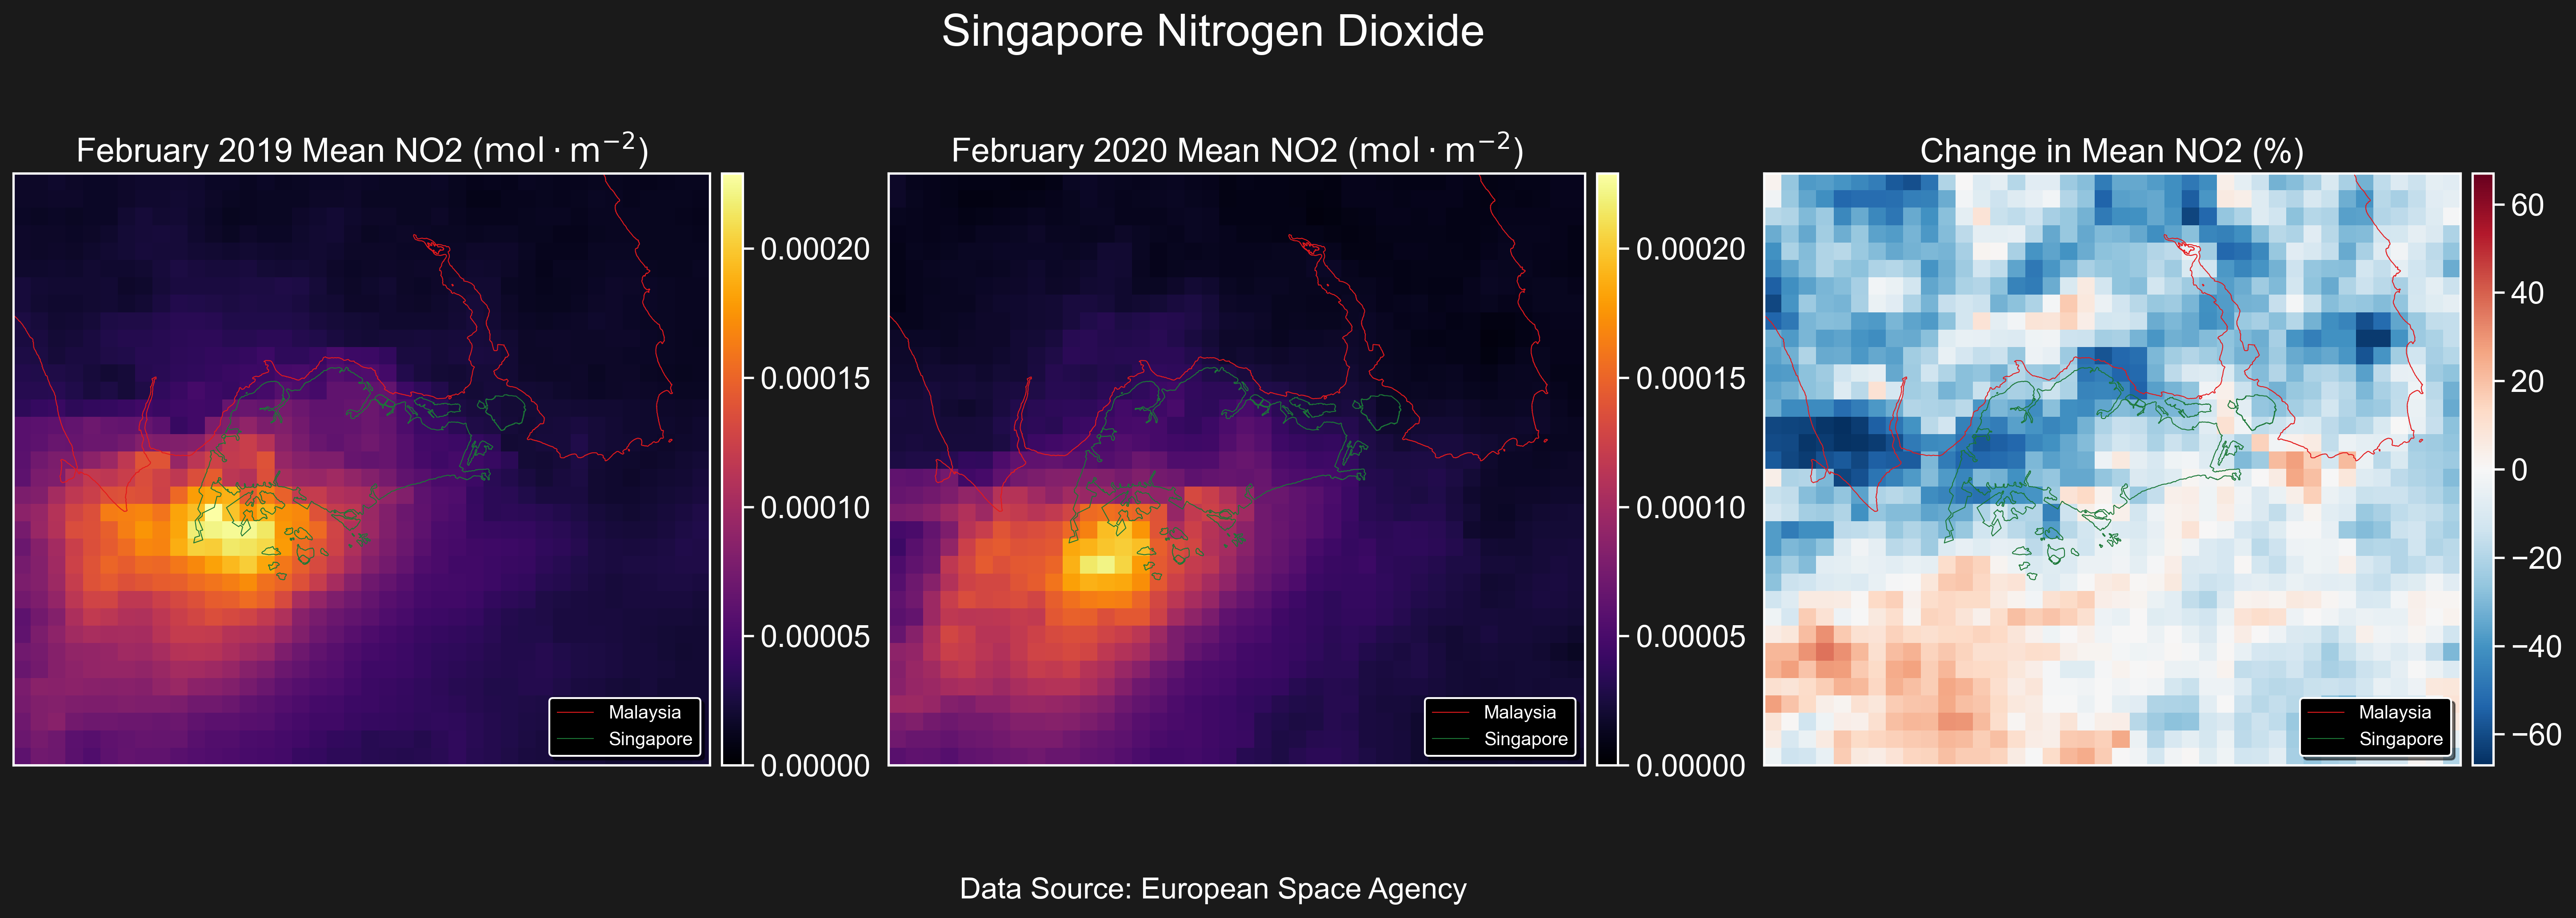 Singapore Nitrogen Dioxide
February 2019 Mean NO2 (mol · m⁻²)
0.00020
0.00015
0.00010
0.00005
0.00000
Malaysia
Singapore
February 2020 Mean NO2 (mol · m⁻²)
0.00020
0.00015
0.00010
0.00005
0.00000
Malaysia
Singapore
Change in Mean NO2 (%)
60
40
20
0
−20
−40
−60
Malaysia
Singapore
Data Source: European Space Agency